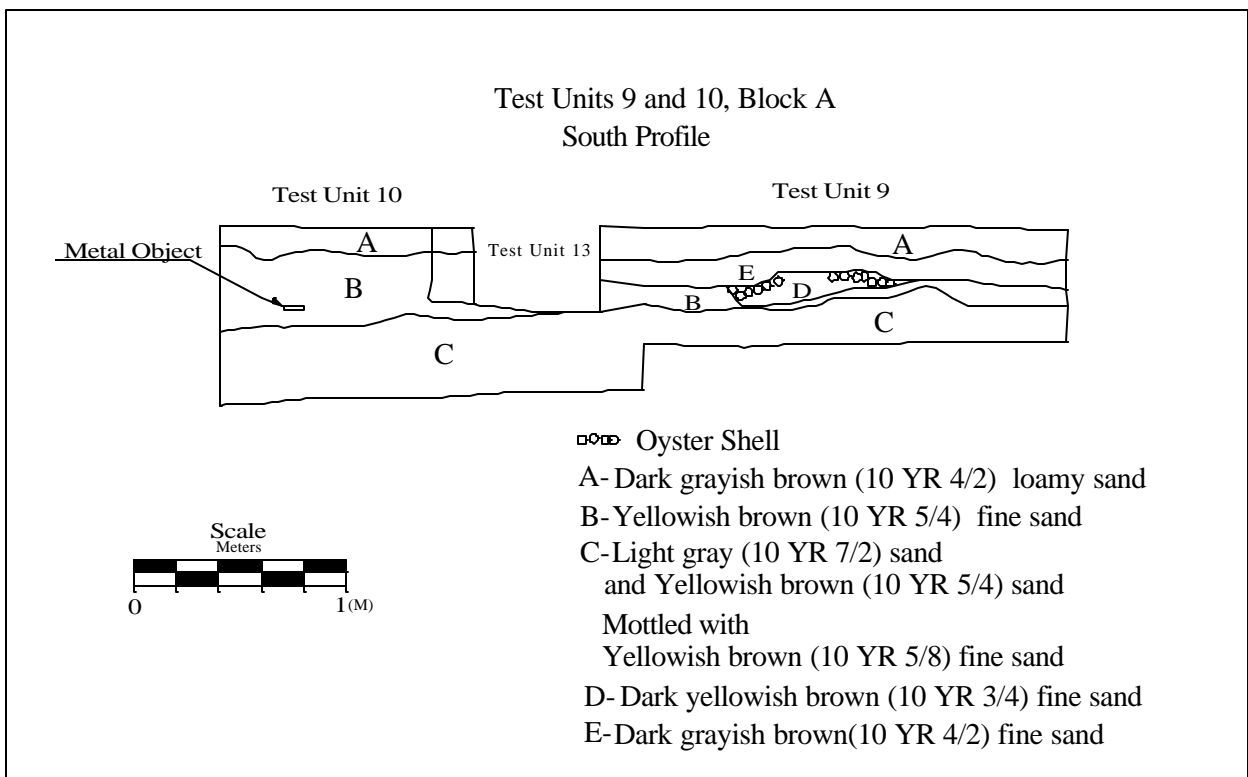 Test Units 9 and 10, Block A
South Profile
Test Unit 10
Test Unit 9
Metal Object
A
Test Unit 13
A
B
E
D
B
C
C
Oyster Shell
A- Dark grayish brown (10 YR 4/2) loamy sand
B-Yellowish brown (10 YR 5/4) fine sand
C-Light gray (10 YR 7/2) sand
and Yellowish brown (10 YR 5/4) sand
Mottled with
Yellowish brown (10 YR 5/8) fine sand
D- Dark yellowish brown (10 YR 3/4) fine sand
E-Dark grayish brown(10 YR 4/2) fine sand
Scale
Meters
0 1(M)